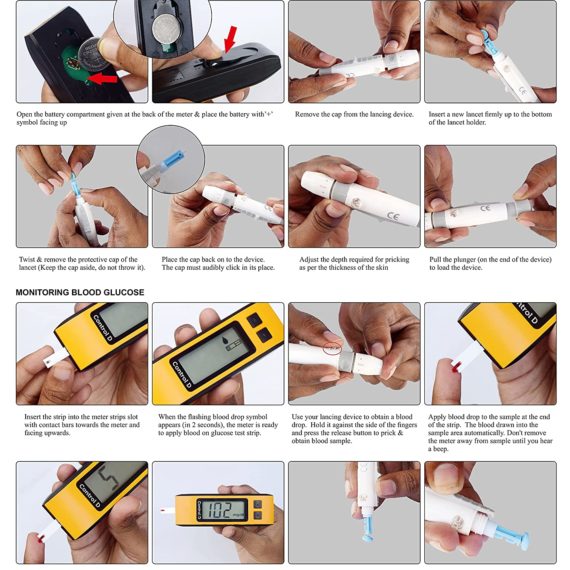 Open the battery compartment given at the back of the meter & place the battery with'+'
symbol facing up
Remove the cap from the lancing device.
Insert a new lancet firmly up to the bottom
of the lancet holder.
CE
Twist & remove the protective cap of the
lancet (Keep the cap aside, do not throw it).
Place the cap back on to the device.
The cap must audibly click in its place.
Adjust the depth required for pricking
as per the thickness of the skin
Pull the plunger (on the end of the device)
to load the device.
MONITORING BLOOD GLUCOSE
Control D
Control D
Insert the strip into the meter strips slot
with contact bars towards the meter and
facing upwards.
When the flashing blood drop symbol
appears (in 2 seconds), the meter is ready
to apply blood on glucose test strip.
Use your lancing device to obtain a blood
drop. Hold it against the side of the fingers
and press the release button to prick &
obtain blood sample.
Apply blood drop to the sample at the end
of the strip. The blood drawn into the
sample area automatically. Don't remove
the meter away from sample until you hear
a beep.
Control D
Control D
102